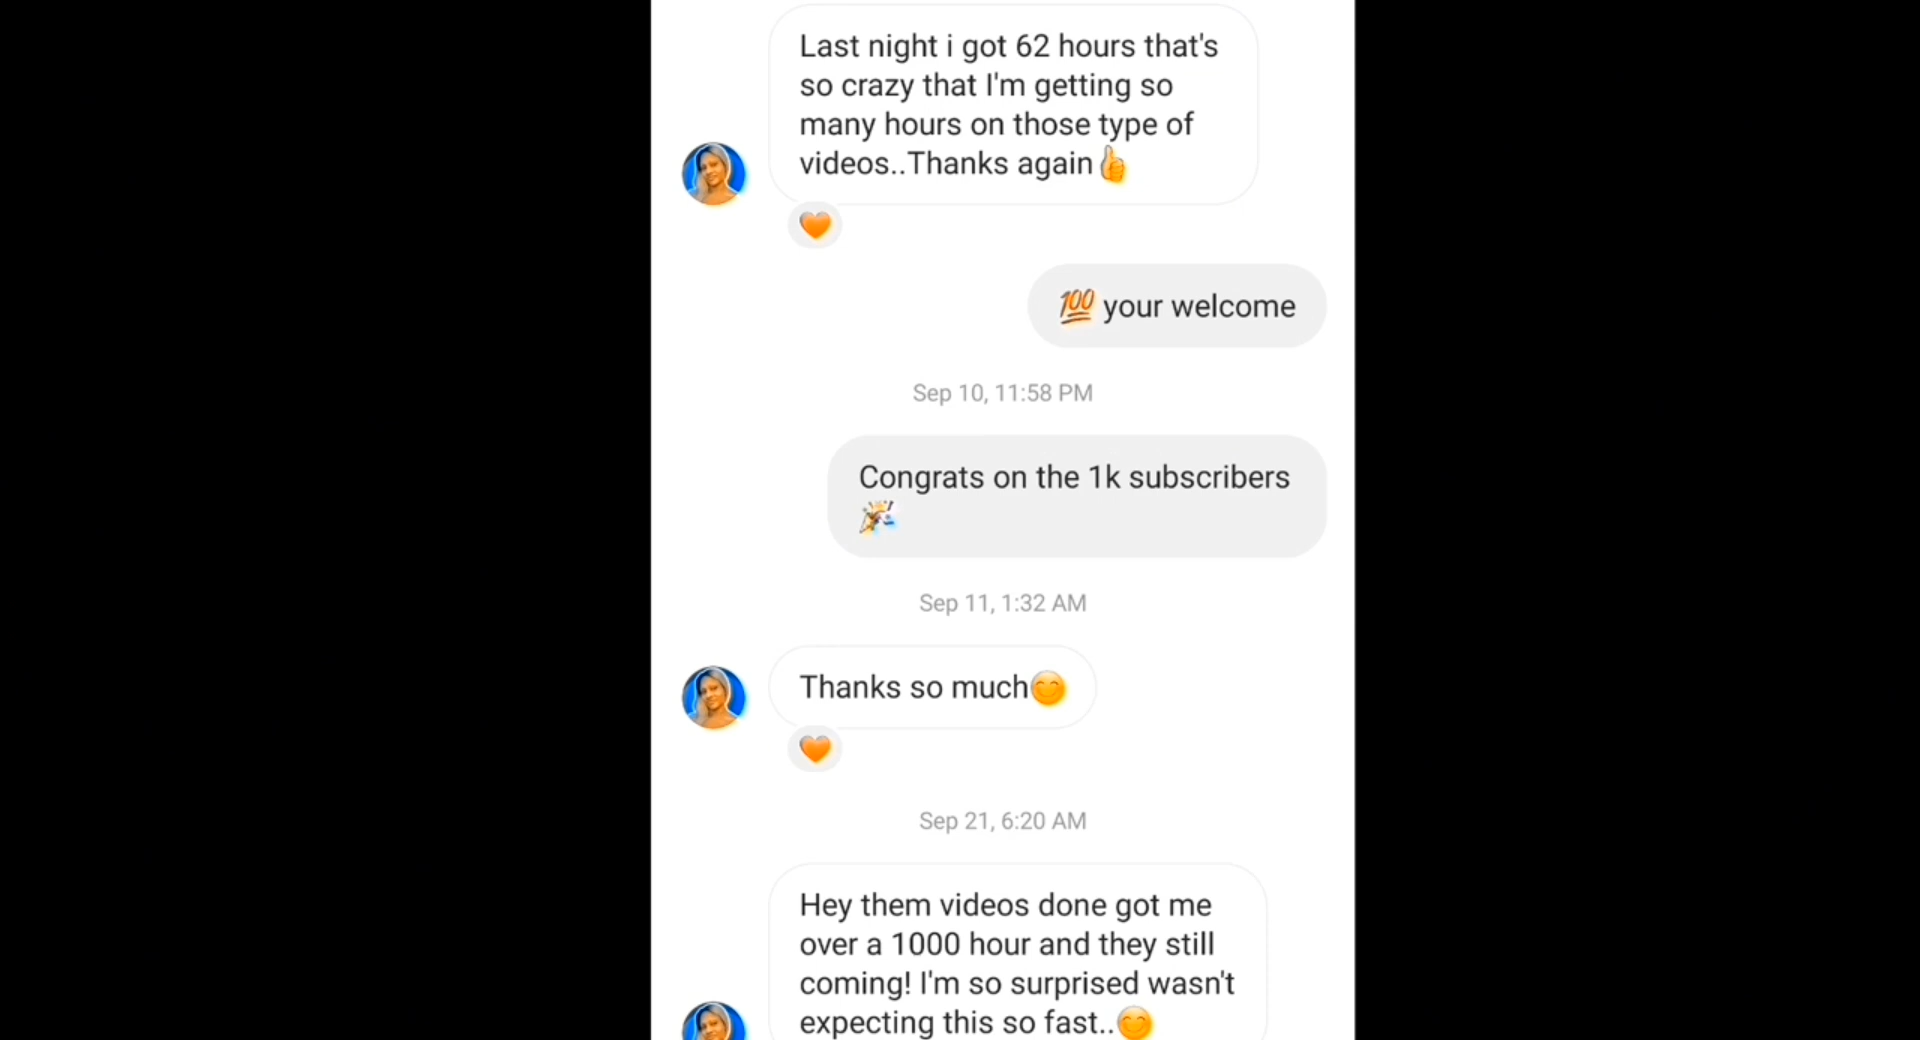 Last night i got 62 hours that's
so crazy that I'm getting so
many hours on those type of
videos..Thanks again👍
🧡
💯 your welcome
Sep 10, 11:58 PM
Congrats on the 1k subscribers
🎉
Sep 11, 1:32 AM
Thanks so much😊
🧡
Sep 21, 6:20 AM
Hey them videos done got me
over a 1000 hour and they still
coming! I'm so surprised wasn't
expecting this so fast..😊